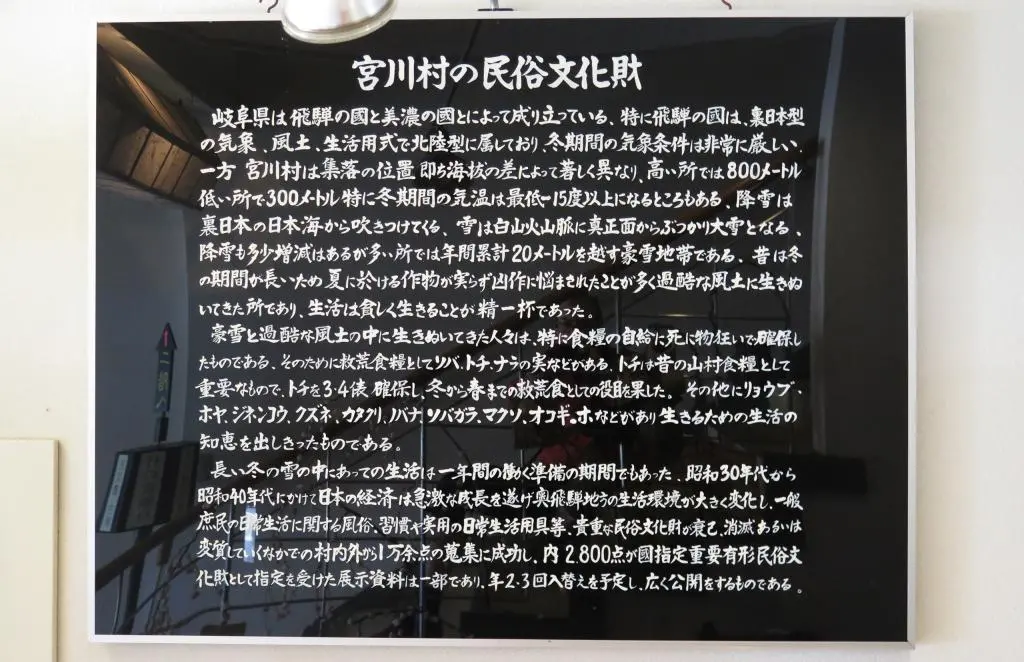 宮川村の民俗文化財
岐阜県は飛騨の國と美濃の國とによって成り立っている、特に飛騨の國は、裏日本型
の気象、風土、生活用式で北陸型に属しており、冬期間の気象条件は非常に厳しい、
一方 宮川村は集落の位置 即ち海抜の差によって著しく異なり、高い所では800メートル
低い所で300メートル 特に冬期間の気温は最低-15度以上になるところもある、降雪は
裏日本の日本海から吹きつけてくる、雪は白山火山脈に真正面からぶつかり大雪となる、
降雪も多少増減はあるが多い所では年間累計20メートルを越す豪雪地帯である、昔は冬
の期間が長いため 夏に於ける作物が実らず凶作に悩まされたことが多く過酷な風土に生きぬ
いてきた所であり、生活は貧しく生きることが 精一杯であった。
豪雪と過酷な風土の中に生きぬいてきた人々は、特に食糧の自給に死に物狂いで確保し
たものである、そのために救荒食糧としてソバ、トチ、ナラの実などがある、トチは昔の山村食糧として
重要なもので、トチを3・4俵 確保し、冬から春までの救荒食としての役目を果した。その他にリョウブ・
ホヤ、ジネンコウ、クズネ、カタクリ、ノバナ、ソバガラ、マクソ、オコギ、ホなどがあり 生きるための生活の
知恵を出しきったものである。
長い冬の雪の中にあっての生活は一年間の働く準備の期間でもあった、昭和30年代から
昭和40年代にかけて日本の経済は急激な成長を遂げ奥飛騨地方の生活環境が大きく変化し、一般
庶民の日常生活に関する風俗、習慣や実用の日常生活用具等、貴重な民俗文化財が衰乙、消滅 あるいは
変質していくなかでの 村内外から1万余点の蒐集に成功し、内 2.800点が國指定重要有形民俗文
化財として指定を受けた展示資料は一部であり、年2-3回入替えを予定し、広く公開をするものである。